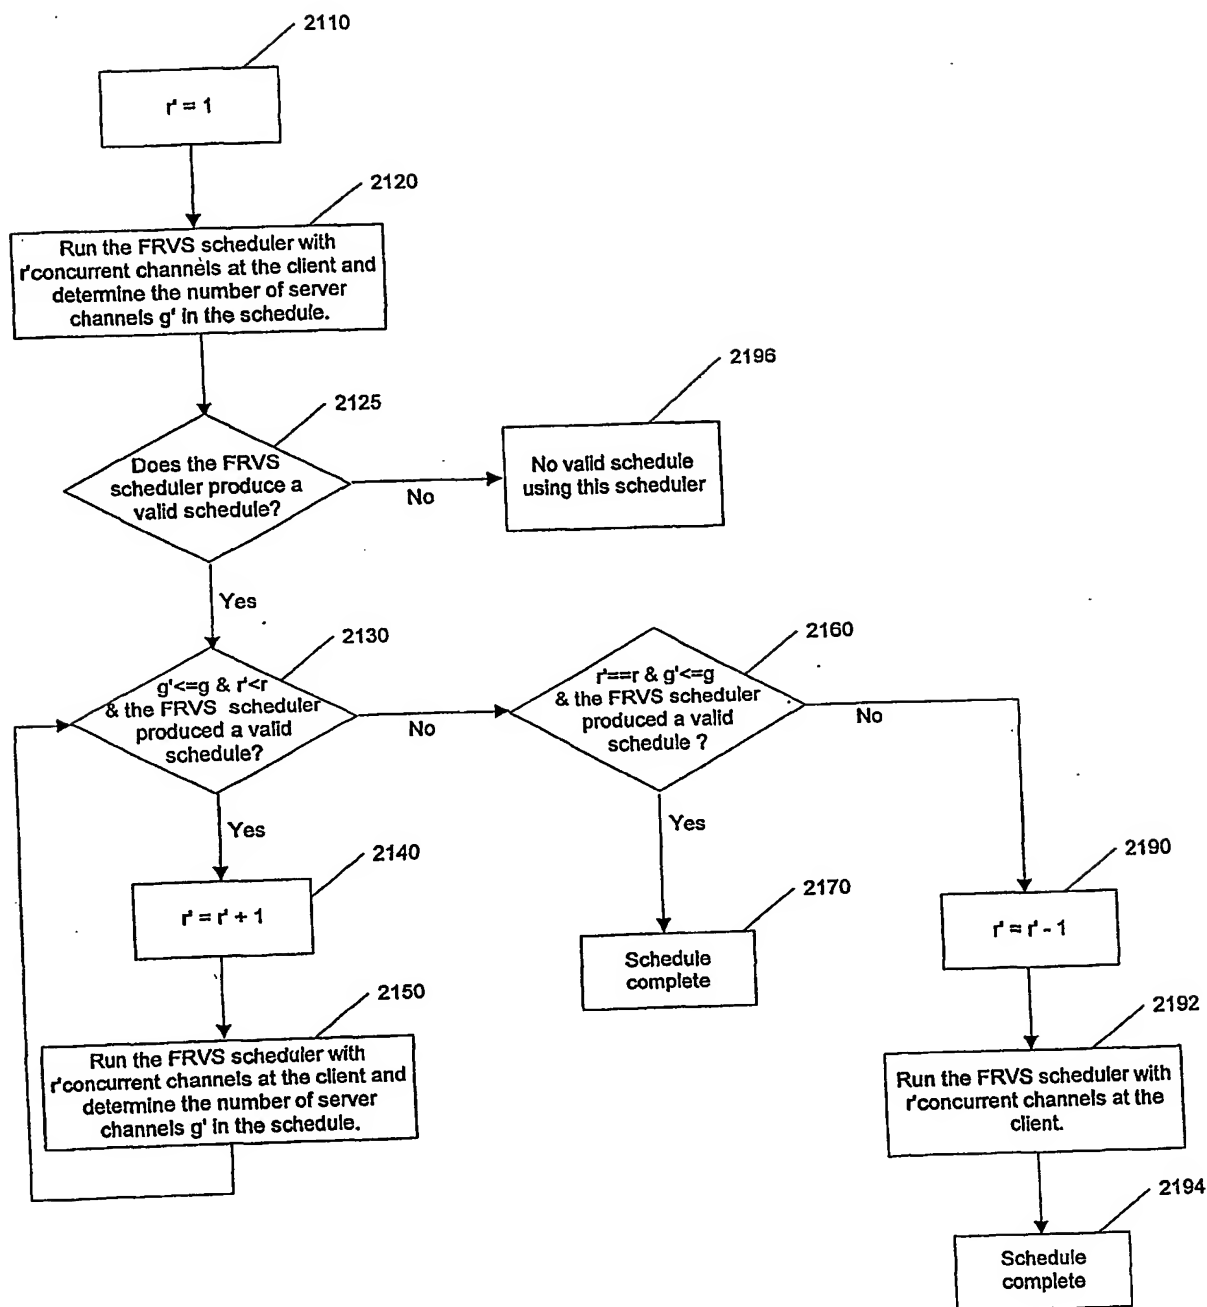 2110
r' = 1
2120
Run the FRVS scheduler with
r'concurrent channels at the client and
determine the number of server
channels g' in the schedule.
2125
Does the FRVS
scheduler produce a
valid schedule?
No
2196
No valid schedule
using this scheduler
Yes
2130
g'<=g & r'<r
& the FRVS scheduler
produced a valid
schedule?
No
2160
r'==r & g'<=g
& the FRVS scheduler
produced a valid
schedule ?
No
Yes
2140
r' = r' + 1
Yes
2170
Schedule
complete
2190
r' = r' - 1
2150
Run the FRVS scheduler with
r'concurrent channels at the client and
determine the number of server
channels g' in the schedule.
2192
Run the FRVS scheduler with
r'concurrent channels at the
client.
2194
Schedule
complete